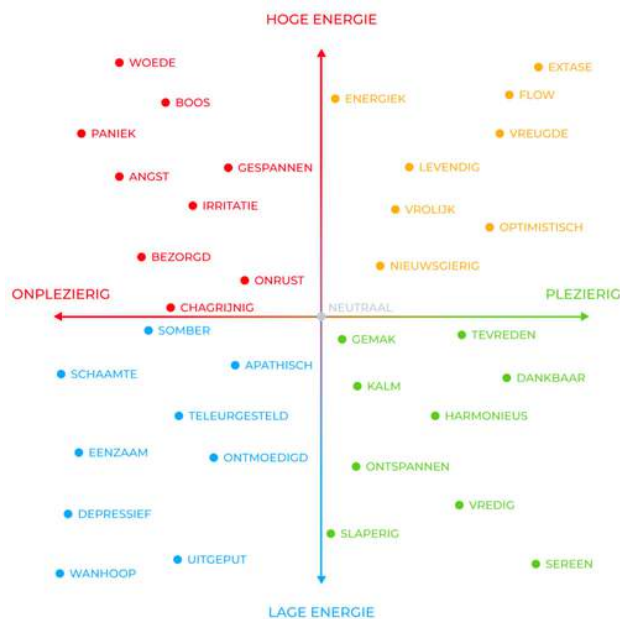 HOGE ENERGIE
WOEDE
EXTASE
FLOW
ENERGIEK
BOOS
PANIEK
VREUGDE
GESPANNEN
LEVENDIG
ANGST
IRRITATIE
VROLIJK
OPTIMISTISCH
BEZORGD
NIEUWSGIERIG
ONRUST
ONPLEZIERIG
PLEZIERIG
CHAGRIJNIG
NEUTRAAL
SOMBER
TEVREDEN
GEMAK
APATHISCH
SCHAAMTE
DANKBAAR
KALM
TELEURGESTELD
HARMONIEUS
EENZAAM
ONTMOEDIGD
ONTSPANNEN
VREDIG
DEPRESSIEF
SLAPERIG
UITGEPUT
SEREEN
WANHOOP
LAGE ENERGIE